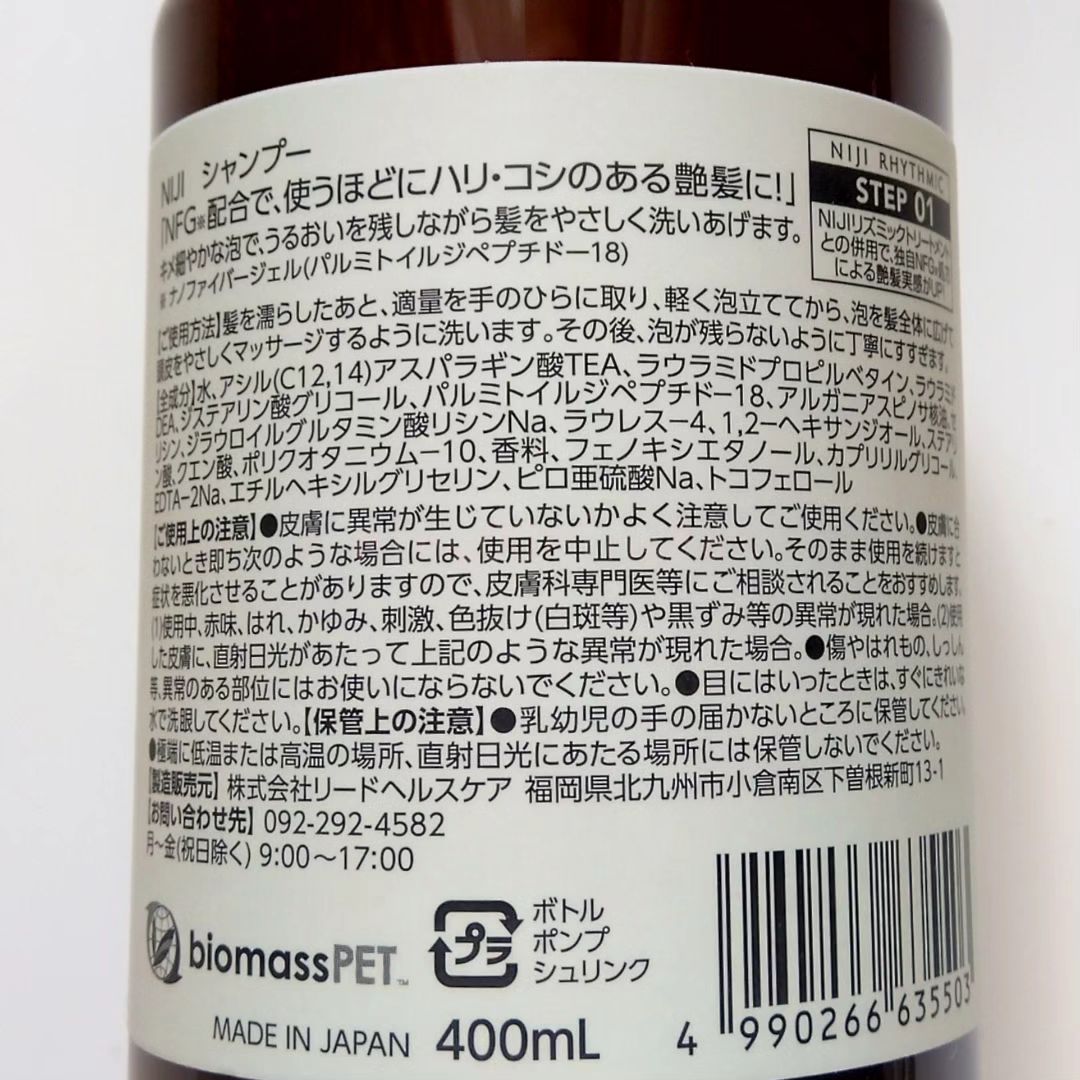 NIJI シャンプー
「NFG※配合で、使うほどにハリ・コシのある艶髪に!」
キメ細やかな泡で、うるおいを残しながら髪をやさしく洗いあげます。
※ ナノファイバージェル(パルミトイルジペプチドー18)
NIJI RHYTHMIC
STEP 01
NIJIリズミックトリートメント
との併用で、独自NFG※処方
による艶髪実感がUP!
【ご使用方法】髪を濡らしたあと、適量を手のひらに取り、軽く泡立ててから、泡を髪全体に広げて
頭皮をやさしくマッサージするように洗います。その後、泡が残らないように丁寧にすすぎます。
【全成分】水、アシル(C12,14)アスパラギン酸TEA、ラウラミドプロピルベタイン、ラウラミド
DEA、ジステアリン酸グリコール、パルミトイルジペプチドー18、アルガニアスピノサ核油、ゼ
リシン、ジラウロイルグルタミン酸リシンNa、ラウレスー4、1,2ーヘキサンジオール、ステアリ
ン酸、クエン酸、ポリクオタニウムー10、香料、フェノキシエタノール、カプリリルグリコール、
EDTAー2Na、エチルヘキシルグリセリン、ピロ亜硫酸Na、トコフェロール
【ご使用上の注意】●皮膚に異常が生じていないかよく注意してご使用ください。●皮膚に合
わないとき即ち次のような場合には、使用を中止してください。そのまま使用を続けますと
症状を悪化させることがありますので、皮膚科専門医等にご相談されることをおすすめします。
(1)使用中、赤味、はれ、かゆみ、刺激、色抜け(白斑等)や黒ずみ等の異常が現れた場合。(2)使用
した皮膚に、直射日光があたって上記のような異常が現れた場合。●傷やはれもの、しっしん
等、異常のある部位にはお使いにならないでください。●目にはいったときは、すぐにきれいな
水で洗眼してください。【保管上の注意】●乳幼児の手の届かないところに保管してください。
●極端に低温または高温の場所、直射日光にあたる場所には保管しないでください。
【製造販売元】 株式会社リードヘルスケア 福岡県北九州市小倉南区下曽根新町13-1
【お問い合わせ先】 092-292-4582
月〜金(祝日除く) 9:00〜17:00
biomassPET™
プラ
ボトル
ポンプ
シュリンク
MADE IN JAPAN 400mL
4 990266 635503